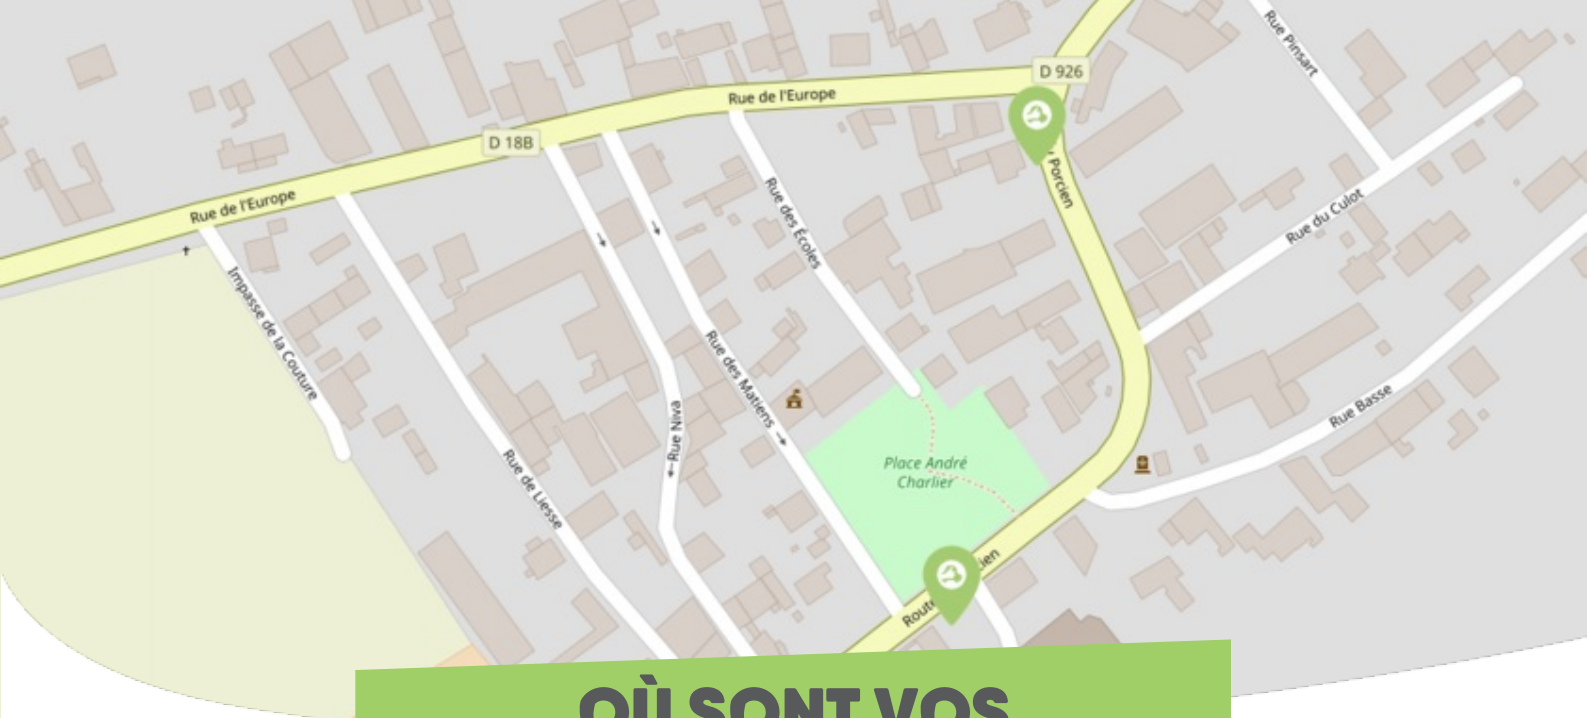 Rue Pinsart
D 926
Rue de l'Europe
D 18B
Porcien
Rue de l'Europe
Rue des Écoles
Rue du Culot
Impasse de la Couture
Rue des Matiens
Rue Basse
Rue Niva
Rue de Liesse
Place André
Charlier
OÙ SONT VOS